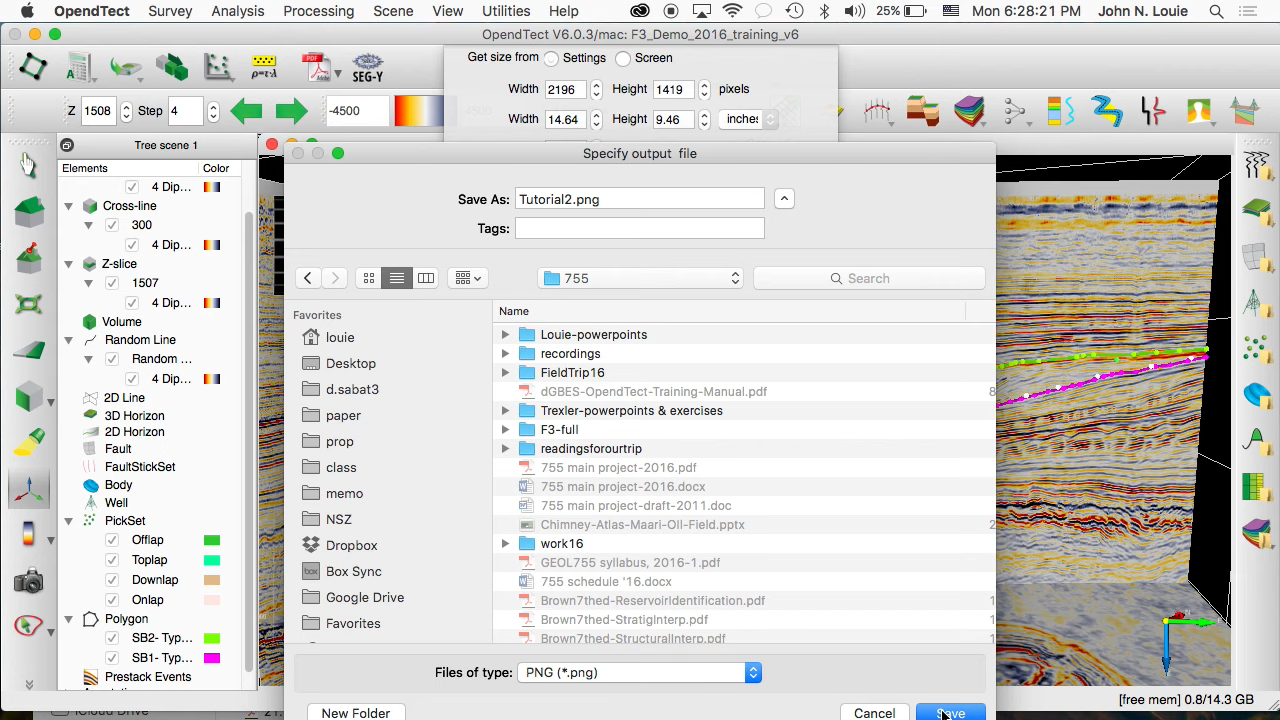 OpendTect Survey Analysis Processing Scene View Utilities Help 25% Mon 6:28:21 PM John N. Louie
OpendTect V6.0.3/mac: F3_Demo_2016_training_v6
Get size from Settings Screen
Width 2196 Height 1419 pixels
Width 14.64 Height 9.46 inches
PDF ρ=v.v SEG-Y
Z 1508 Step 4 -4500
Tree scene 1
Elements Color
4 Dip...
Cross-line
300
4 Dip...
Z-slice
1507
4 Dip...
Volume
Random Line
Random ...
4 Dip...
2D Line
3D Horizon
2D Horizon
Fault
FaultStickSet
Body
Well
PickSet
Offlap
Toplap
Downlap
Onlap
Polygon
SB2- Typ...
SB1- Typ...
Prestack Events
Specify output file
Save As: Tutorial2.png
Tags:
755
Search
Favorites
louie
Desktop
d.sabat3
paper
prop
class
memo
NSZ
Dropbox
Box Sync
Google Drive
Favorites
Name
Louie-powerpoints
recordings
FieldTrip16
dGBES-OpendTect-Training-Manual.pdf 8
Trexler-powerpoints & exercises
F3-full
readingsforourtrip
755 main project-2016.pdf
755 main project-2016.docx
755 main project-draft-2011.doc
Chimney-Atlas-Maari-Oil-Field.pptx 2
work16
GEOL755 syllabus, 2016-1.pdf
755 schedule '16.docx
Brown7thed-ReservoirIdentification.pdf 1
Brown7thed-StratigInterp.pdf 1
Brown7thed-StructuralInterp.pdf 1
Files of type: PNG (*.png)
New Folder Cancel Save
[free mem] 0.8/14.3 GB